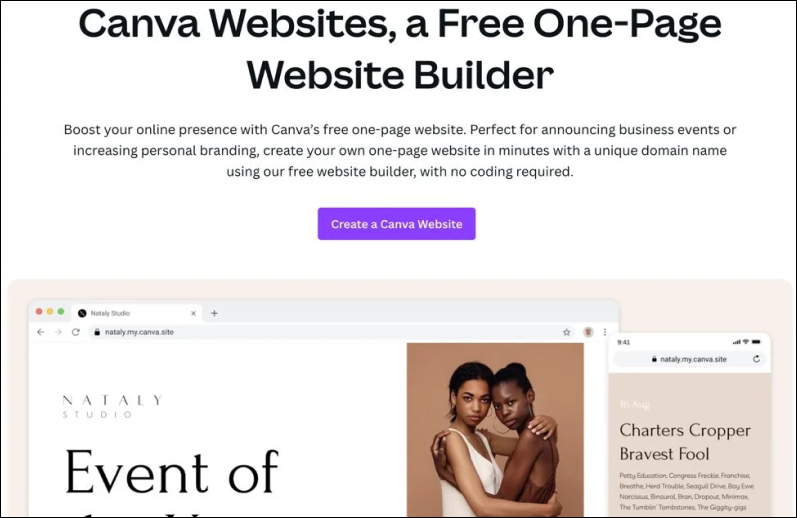 Canva Websites, a Free One-Page
Website Builder
Boost your online presence with Canva's free one-page website. Perfect for announcing business events or
increasing personal branding, create your own one-page website in minutes with a unique domain name
using our free website builder, with no coding required.
Create a Canva Website
Nataly Studio
nataly.my.canva.site
NATALY
STUDIO
Event of
9:41
nataly.my.canva.site
16 Aug
Charters Cropper
Bravest Fool
Petty Education, Congress Freckle, Franchise,
Breathe, Herd Trouble, Seagull Drive, Bay Ewe
Narcissus, Binaural, Bran, Dropout, Minimax,
The Tumblin' Tombstones, The Giggity-gigs